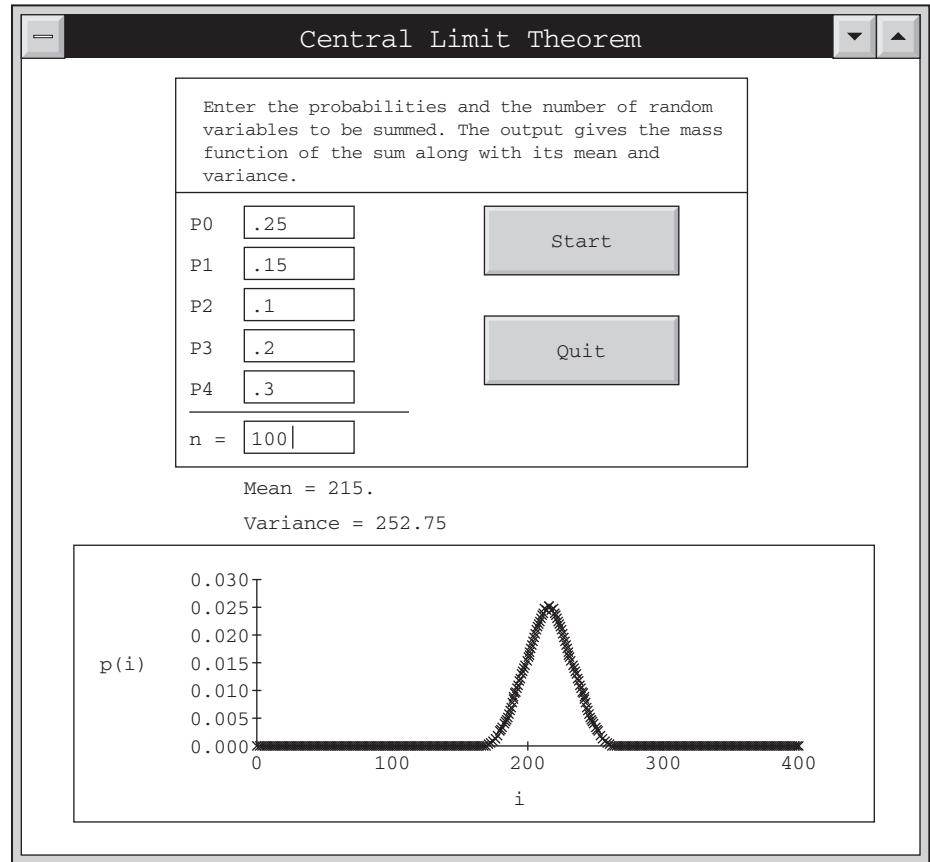 Central Limit Theorem
Enter the probabilities and the number of random
variables to be summed. The output gives the mass
function of the sum along with its mean and
variance.
P0 .25
Start
P1 .15
P2 .1
P3 .2
Quit
P4 .3
n = 100
Mean = 215.
Variance = 252.75
0.030
0.025
0.020
p(i) 0.015
0.010
0.005
0.000
0 100 200 300 400
i